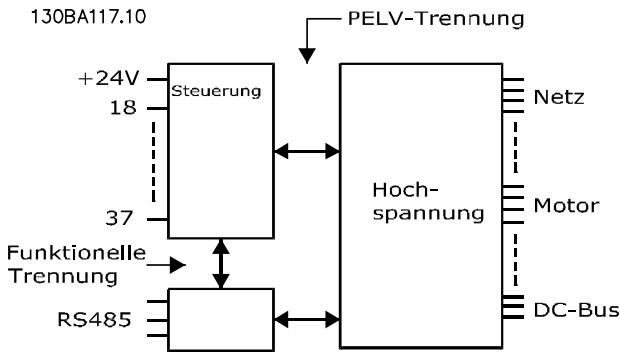 130BA117.10
PELV-Trennung
+24V
Steuerung
18
Netz
Hoch-
spannung
37
Motor
Funktionelle
Trennung
RS485
DC-Bus